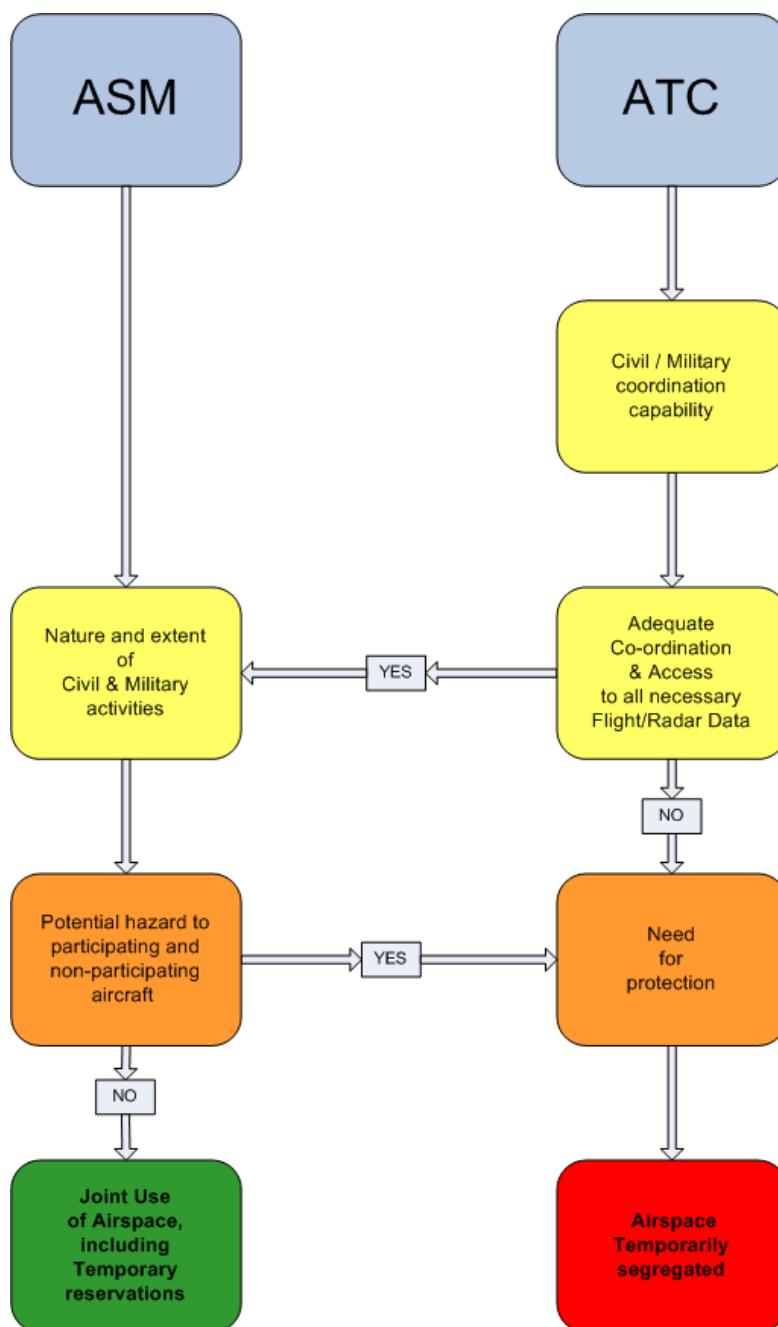 ASM
ATC
Civil / Military
coordination
capability
Nature and extent
of
Civil & Military
activities
YES
Adequate
Co-ordination
& Access
to all necessary
Flight/Radar Data
NO
Potential hazard to
participating and
non-participating
aircraft
YES
Need
for
protection
NO
Joint Use
of Airspace,
including
Temporary
reservations
Airspace
Temporarily
segregated